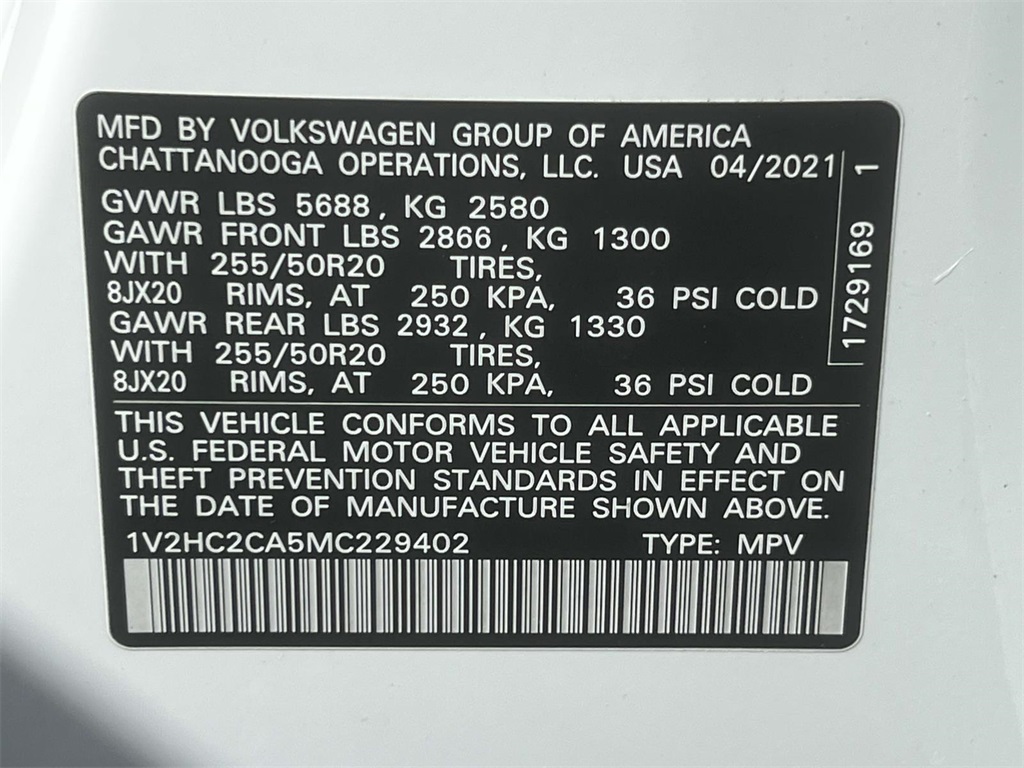 MFD BY VOLKSWAGEN GROUP OF AMERICA
CHATTANOOGA OPERATIONS, LLC. USA 04/2021
GVWR LBS 5688, KG 2580
GAWR FRONT LBS 2866, KG 1300
WITH 255/50R20 TIRES,
8JX20 RIMS, AT 250 KPA, 36 PSI COLD
GAWR REAR LBS 2932, KG 1330
WITH 255/50R20 TIRES,
8JX20 RIMS, AT 250 KPA, 36 PSI COLD
THIS VEHICLE CONFORMS TO ALL APPLICABLE
U.S. FEDERAL MOTOR VEHICLE SAFETY AND
THEFT PREVENTION STANDARDS IN EFFECT ON
THE DATE OF MANUFACTURE SHOWN ABOVE.
1V2HC2CA5MC229402 TYPE: MPV
1729169 1